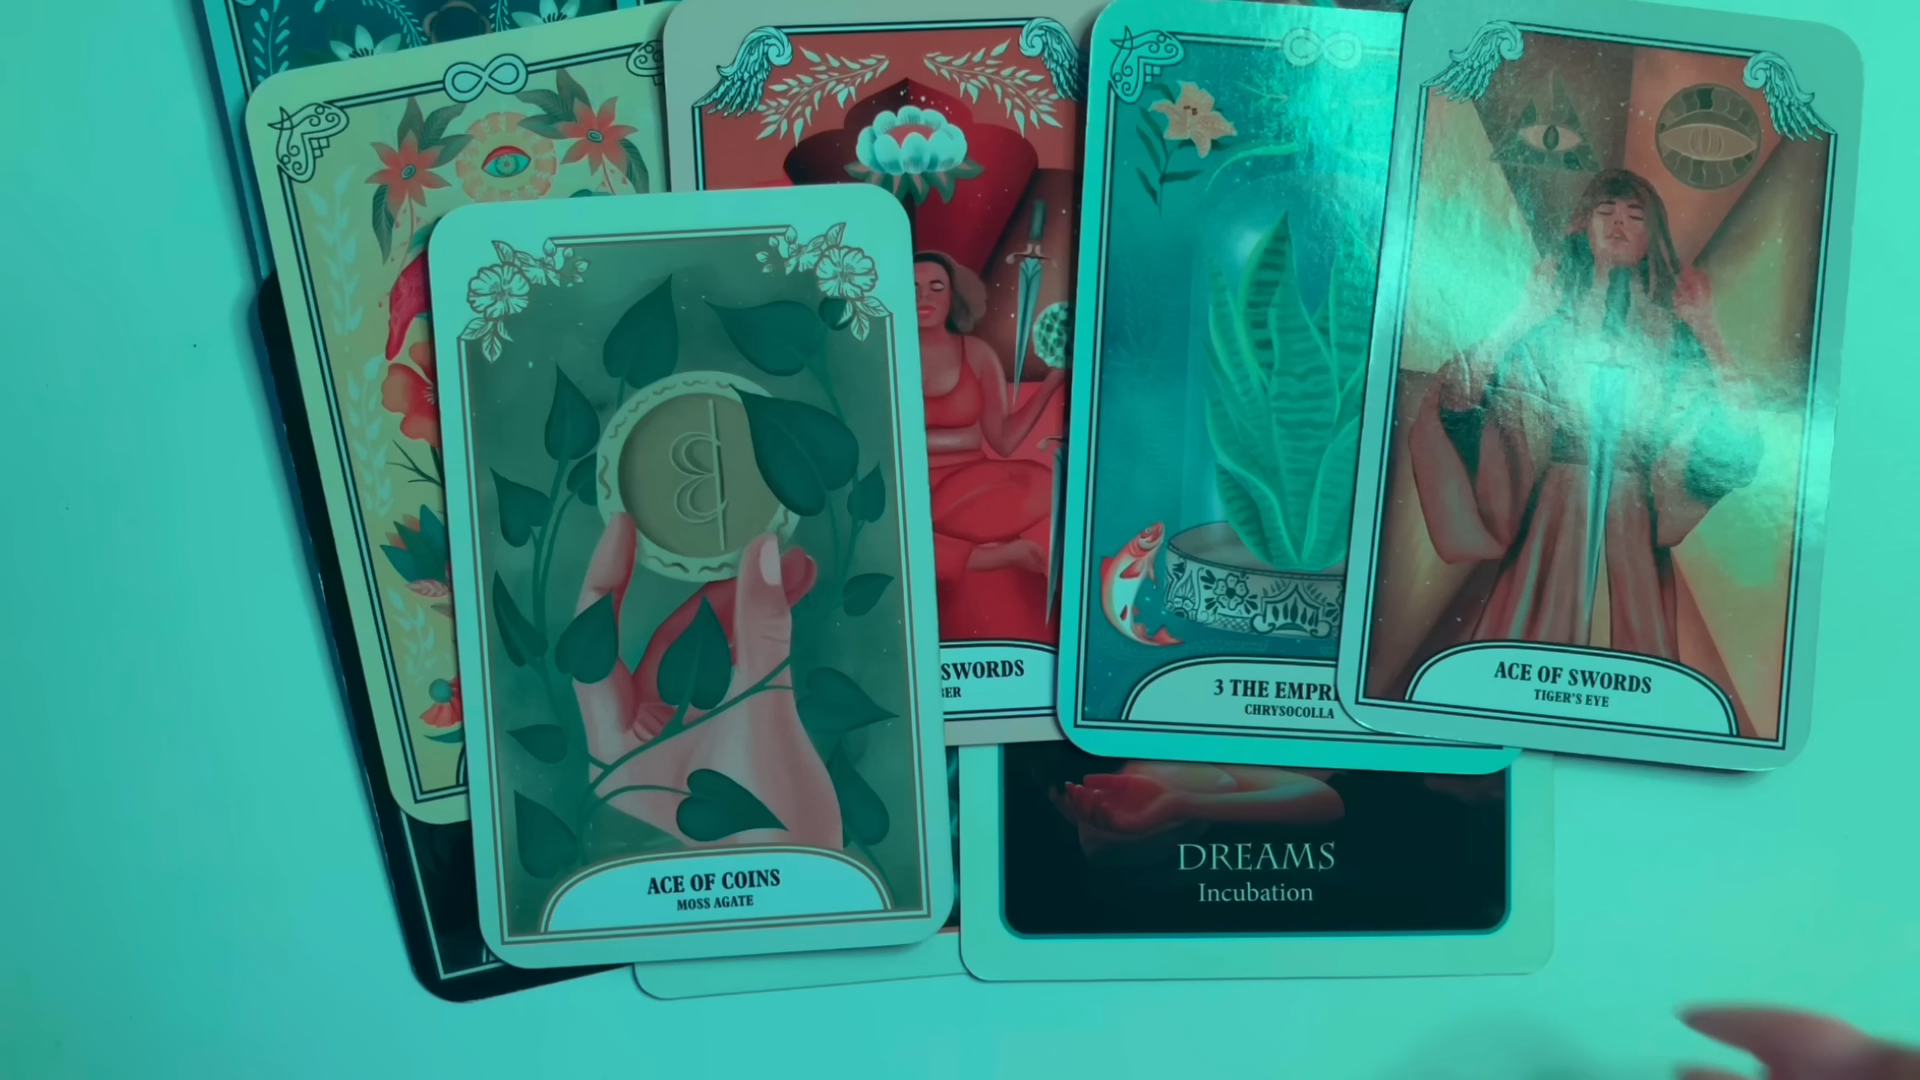 SWORDS
3 THE EMPR
CHRYSOCOLLA
ACE OF SWORDS
TIGER'S EYE
DREAMS
Incubation
ACE OF COINS
MOSS AGATE